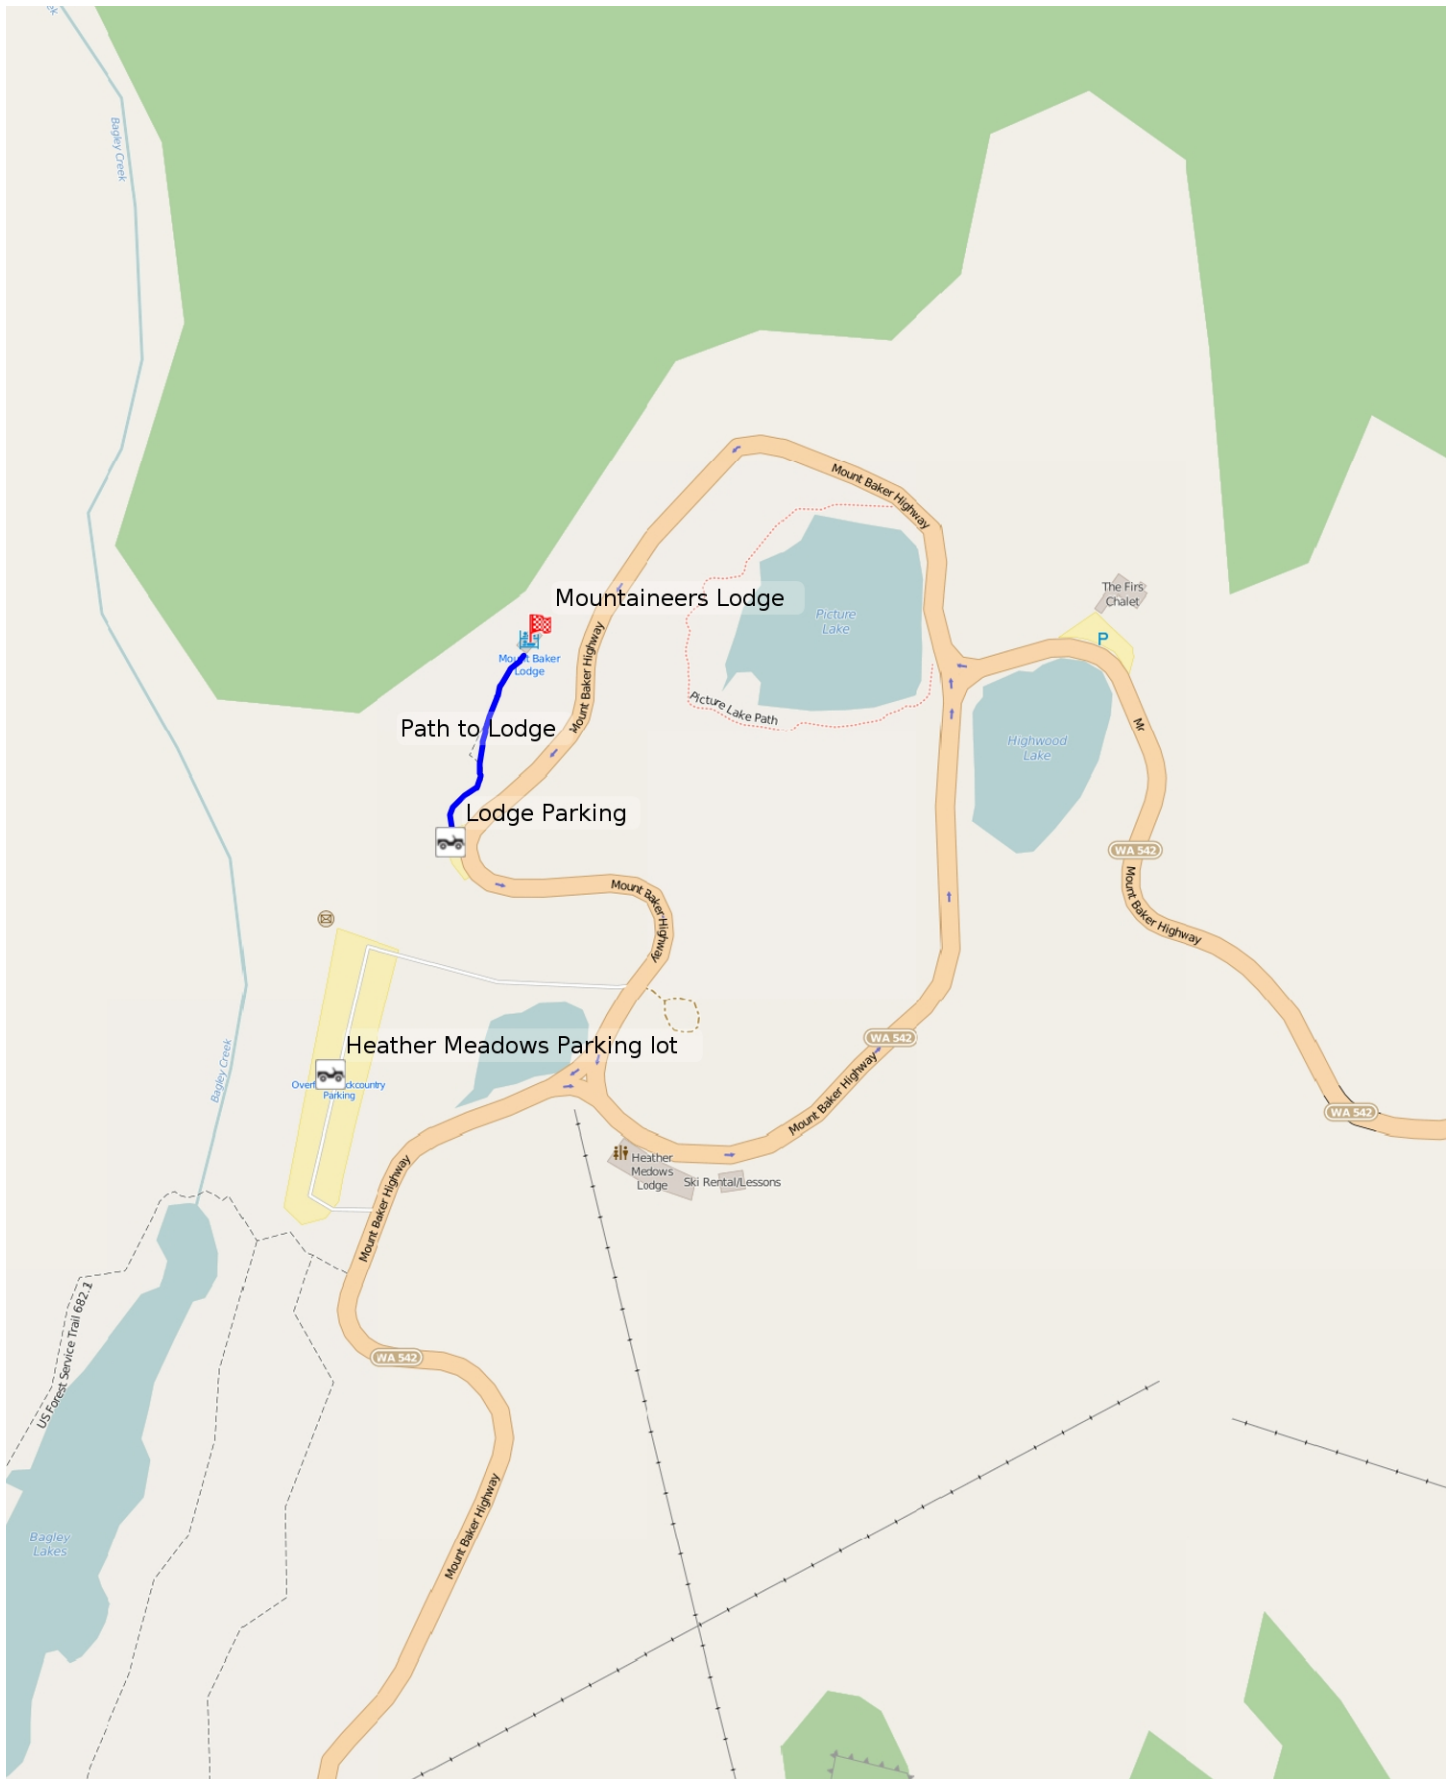 Bagley Creek
Mount Baker Highway
Mountaineers Lodge
The Firs
Chalet
P
Picture
Lake
Mount Baker
Lodge
Mount Baker Highway
Picture Lake Path
Path to Lodge
Mr
Highwood
Lake
Lodge Parking
WA 542
Mount Baker Highway
Mount Baker Highway
WA 542
Heather Meadows Parking lot
Bagley Creek
Parking
Mount Baker Highway
WA 542
Heather
Medows
Lodge
Ski Rental/Lessons
Mount Baker Highway
US Forest Service Trail 682.1
WA 542
Mount Baker Highway
Bagley
Lakes